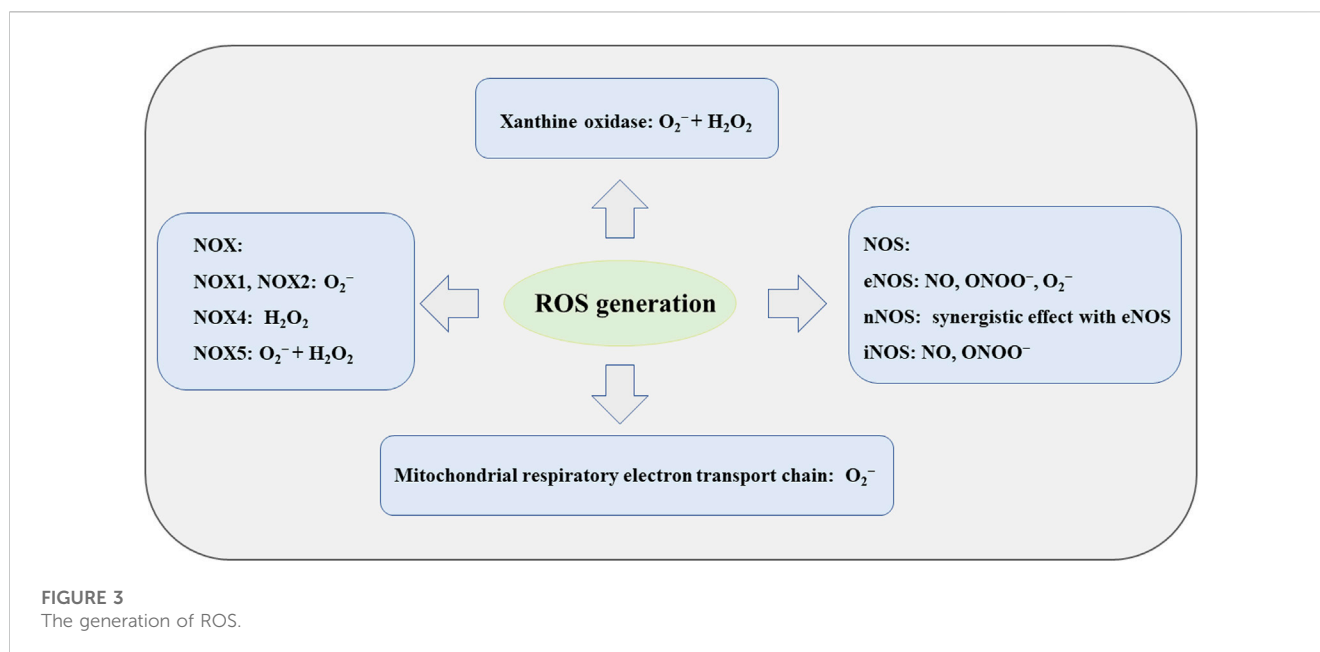 Xanthine oxidase: O₂⁻ + H₂O₂
NOX:
NOX1, NOX2: O₂⁻
NOX4: H₂O₂
NOX5: O₂⁻ + H₂O₂
ROS generation
NOS:
eNOS: NO, ONOO⁻, O₂⁻
nNOS: synergistic effect with eNOS
iNOS: NO, ONOO⁻
Mitochondrial respiratory electron transport chain: O₂⁻
FIGURE 3
The generation of ROS.